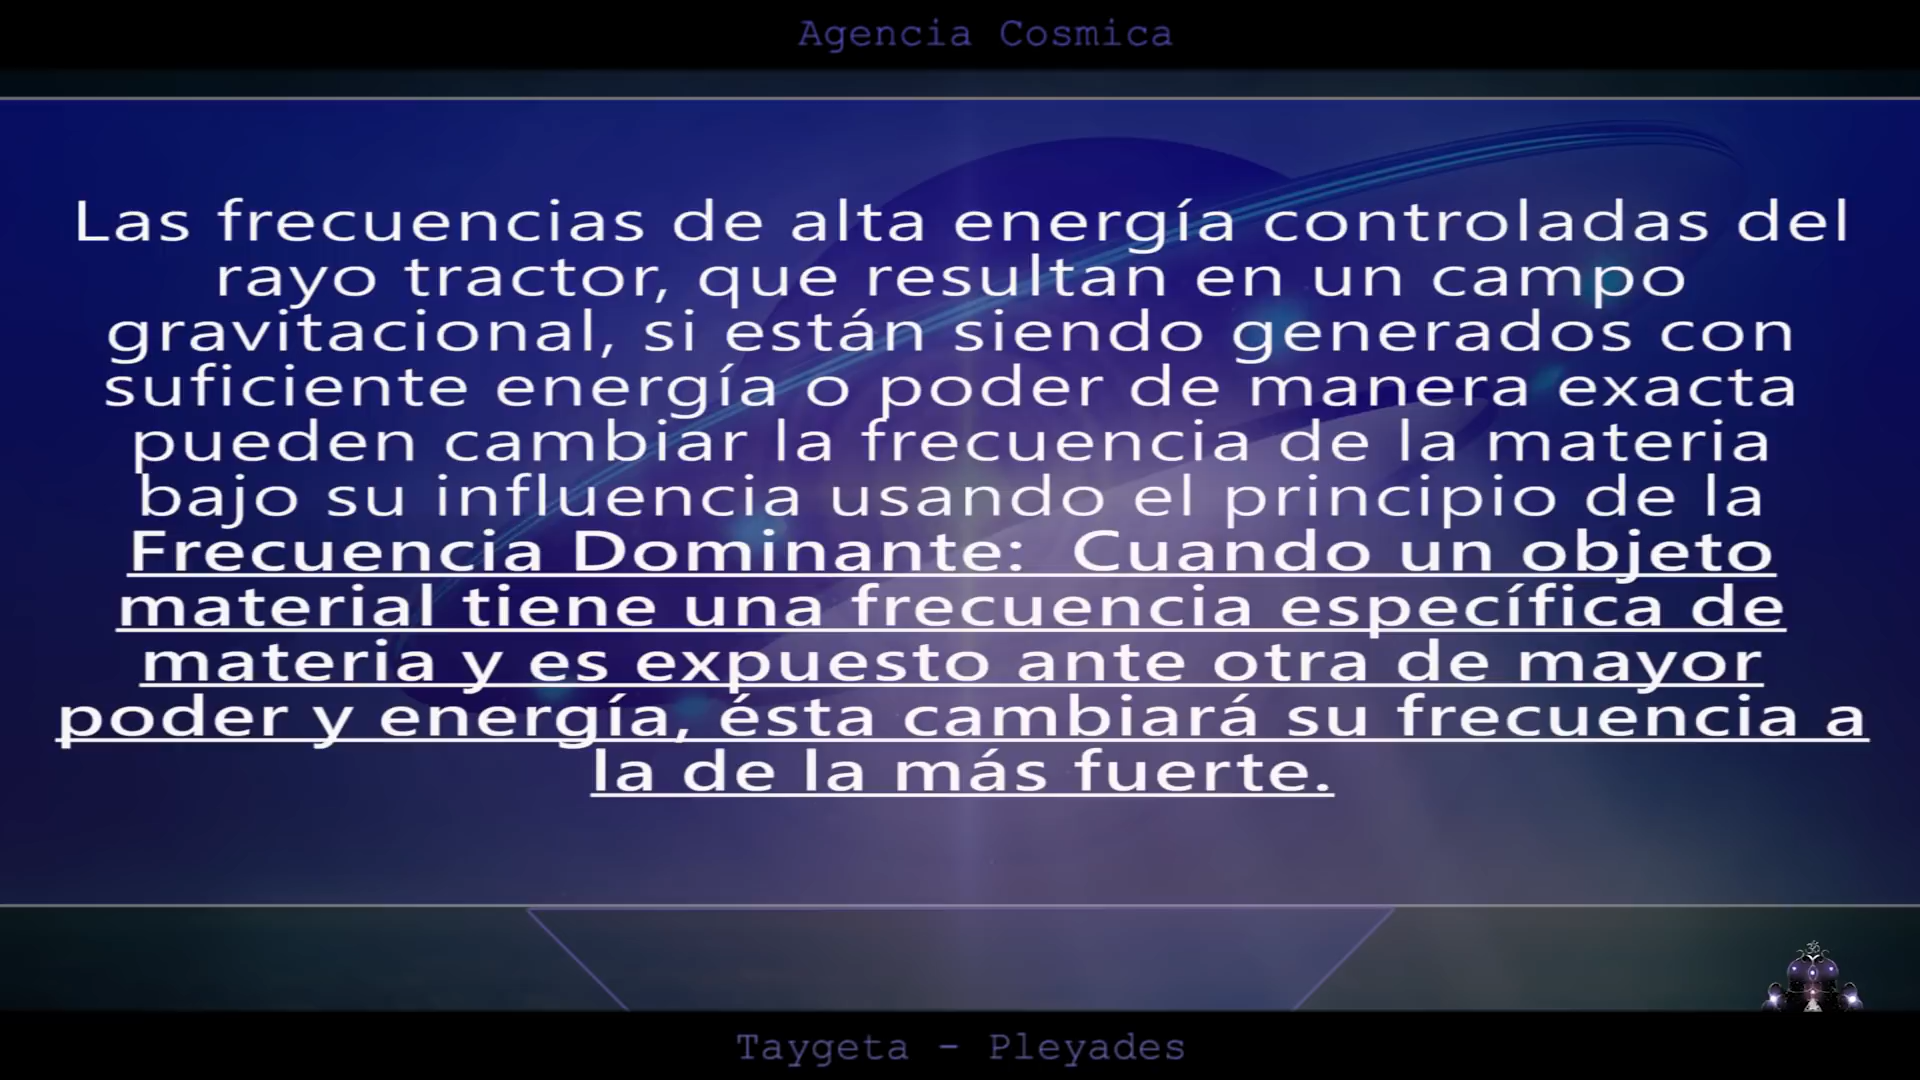 Agencia Cosmica
Las frecuencias de alta energía controladas del
rayo tractor, que resultan en un campo
gravitacional, si están siendo generados con
suficiente energía o poder de manera exacta
pueden cambiar la frecuencia de la materia
bajo su influencia usando el principio de la
Frecuencia Dominante:  Cuando un objeto
material tiene una frecuencia específica de
materia y es expuesto ante otra de mayor
poder y energía, ésta cambiará su frecuencia a
la de la más fuerte.
ॐ
Taygeta - Pleyades